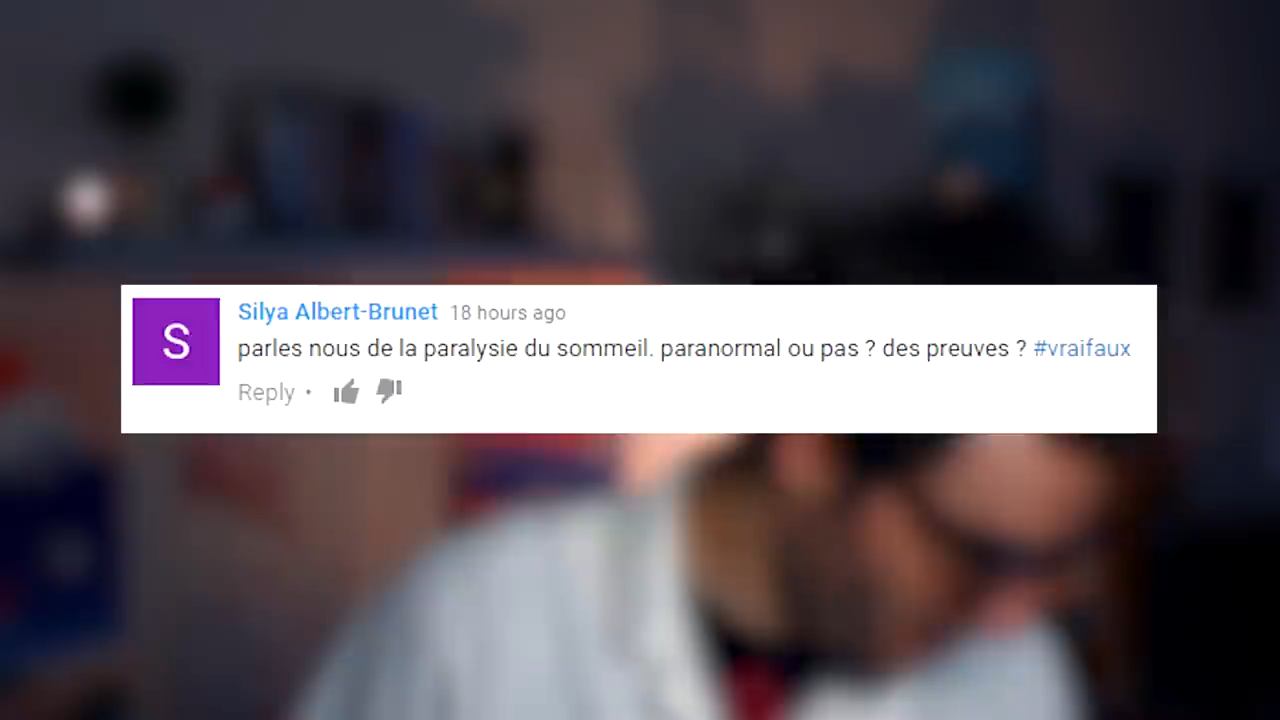 S
Silya Albert-Brunet 18 hours ago
parles nous de la paralysie du sommeil. paranormal ou pas ? des preuves ? #vraifaux
Reply •